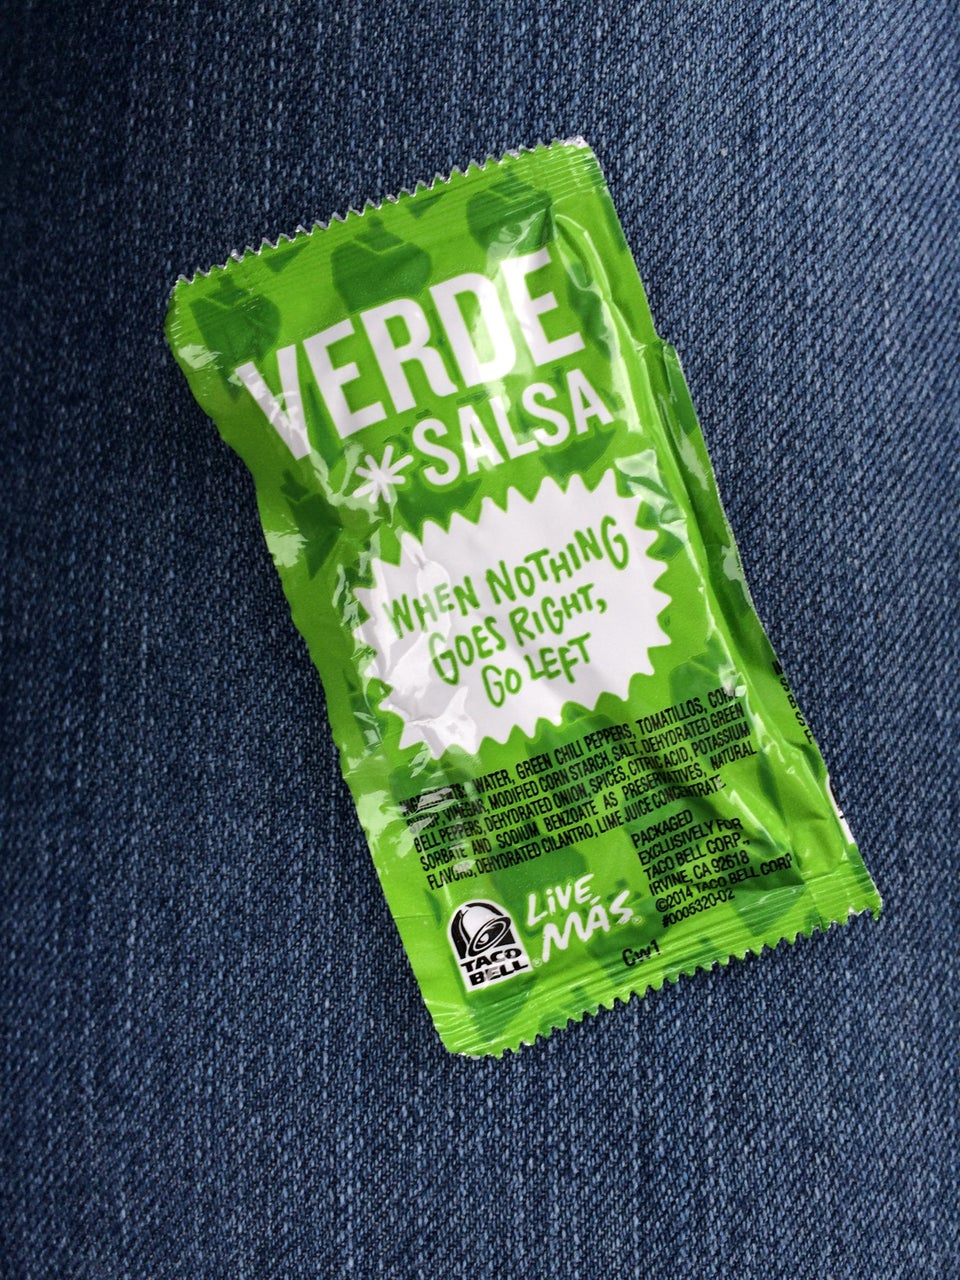 VERDE
SALSA
WHEN NOTHING
GOES RIGHT,
GO LEFT
WATER, GREEN CHILI PEPPERS, TOMATILLOS,
VINEGAR, MODIFIED CORN STARCH, SALT, DEHYDRATED GREEN
BELL PEPPERS, DEHYDRATED ONION, SPICES, CITRIC ACID, POTASSIUM
SORBATE AND SODIUM BENZOATE AS PRESERVATIVES, NATURAL
FLAVORS, DEHYDRATED CILANTRO, LIME JUICE CONCENTRATE
PACKAGED
EXCLUSIVELY FOR
TACO BELL CORP.
IRVINE, CA 92618
©2014 TACO BELL CORP.
#0005320-02
LIVE
MÁS®
TACO
BELL®
CW1